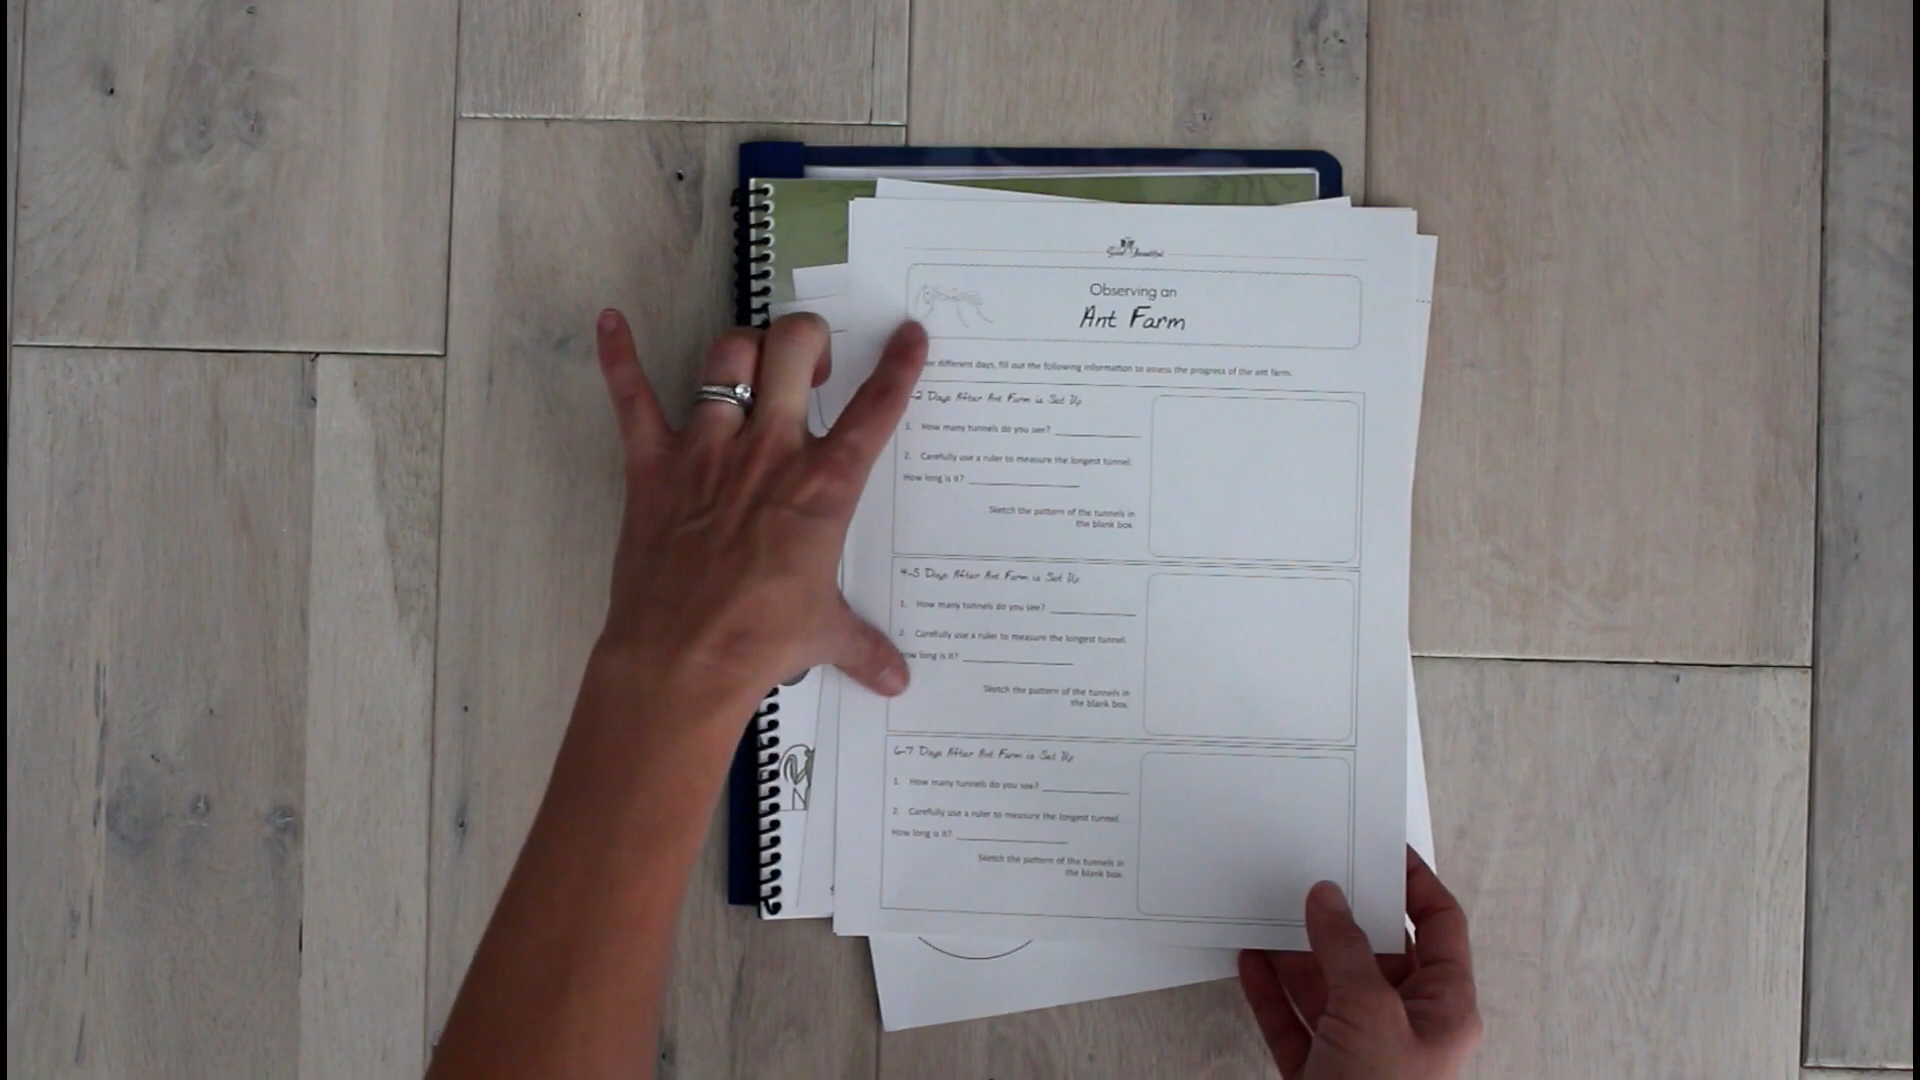 Good Beautiful
Observing an
Ant Farm
different days, fill out the following information to assess the progress of the ant farm.
-2 Days After Ant Farm is Set Up
1. How many tunnels do you see?
2. Carefully use a ruler to measure the longest tunnel.
How long is it?
Sketch the pattern of the tunnels in
the blank box.
4-5 Days After Ant Farm is Set Up
1. How many tunnels do you see?
2. Carefully use a ruler to measure the longest tunnel.
How long is it?
Sketch the pattern of the tunnels in
the blank box.
6-7 Days After Ant Farm is Set Up
1. How many tunnels do you see?
2. Carefully use a ruler to measure the longest tunnel.
How long is it?
Sketch the pattern of the tunnels in
the blank box.
N